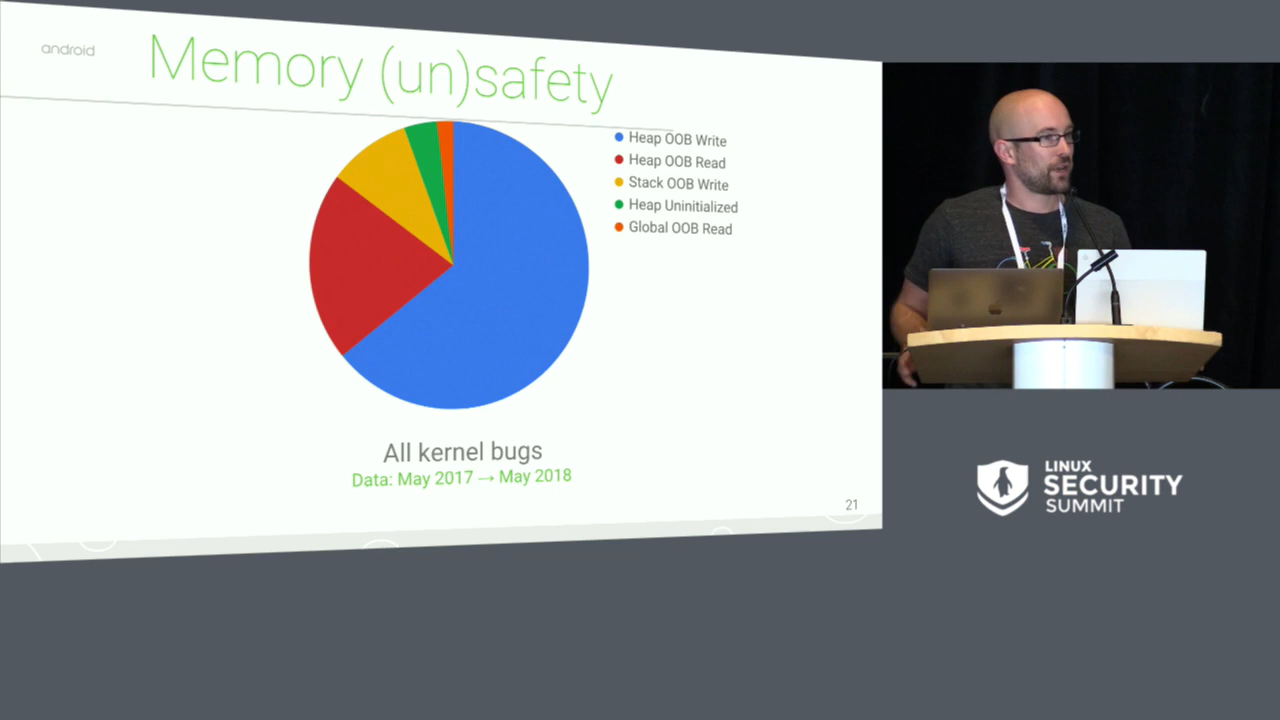 android
Memory (un)safety
Heap OOB Write
Heap OOB Read
Stack OOB Write
Heap Uninitialized
Global OOB Read
All kernel bugs
Data: May 2017 → May 2018
21
LINUX
SECURITY
SUMMIT